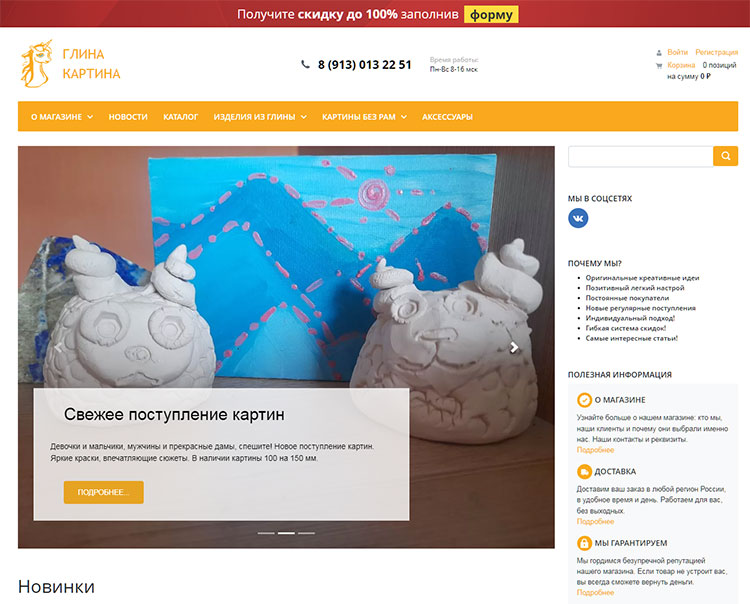 Получите скидку до 100% заполнив форму
ГЛИНА
КАРТИНА
8 (913) 013 22 51
Время работы:
Пн-Вс 8-16 мск
Войти Регистрация
Корзина 0 позиций
на сумму 0 ₽
О МАГАЗИНЕ НОВОСТИ КАТАЛОГ ИЗДЕЛИЯ ИЗ ГЛИНЫ КАРТИНЫ БЕЗ РАМ АКСЕССУАРЫ
Свежее поступление картин
Девочки и мальчики, мужчины и прекрасные дамы, спешите! Новое поступление картин.
Яркие краски, впечатляющие сюжеты. В наличии картины 100 на 150 мм.
ПОДРОБНЕЕ...
Новинки
МЫ В СОЦСЕТЯХ
ПОЧЕМУ МЫ?
Оригинальные креативные идеи
Позитивный легкий настрой
Постоянные покупатели
Новые регулярные поступления
Индивидуальный подход!
Гибкая система скидок!
Самые интересные статьи!
ПОЛЕЗНАЯ ИНФОРМАЦИЯ
О МАГАЗИНЕ
Узнайте больше о нашем магазине: кто мы,
наши клиенты и почему они выбрали именно
нас. Наши контакты и реквизиты.
Подробнее
ДОСТАВКА
Доставим ваш заказ в любой регион России,
в удобное время и день. Работаем для вас,
без выходных.
Подробнее
МЫ ГАРАНТИРУЕМ
Мы гордимся безупречной репутацией
нашего магазина. Если товар не устроит вас,
вы всегда сможете вернуть деньги.
Подробнее